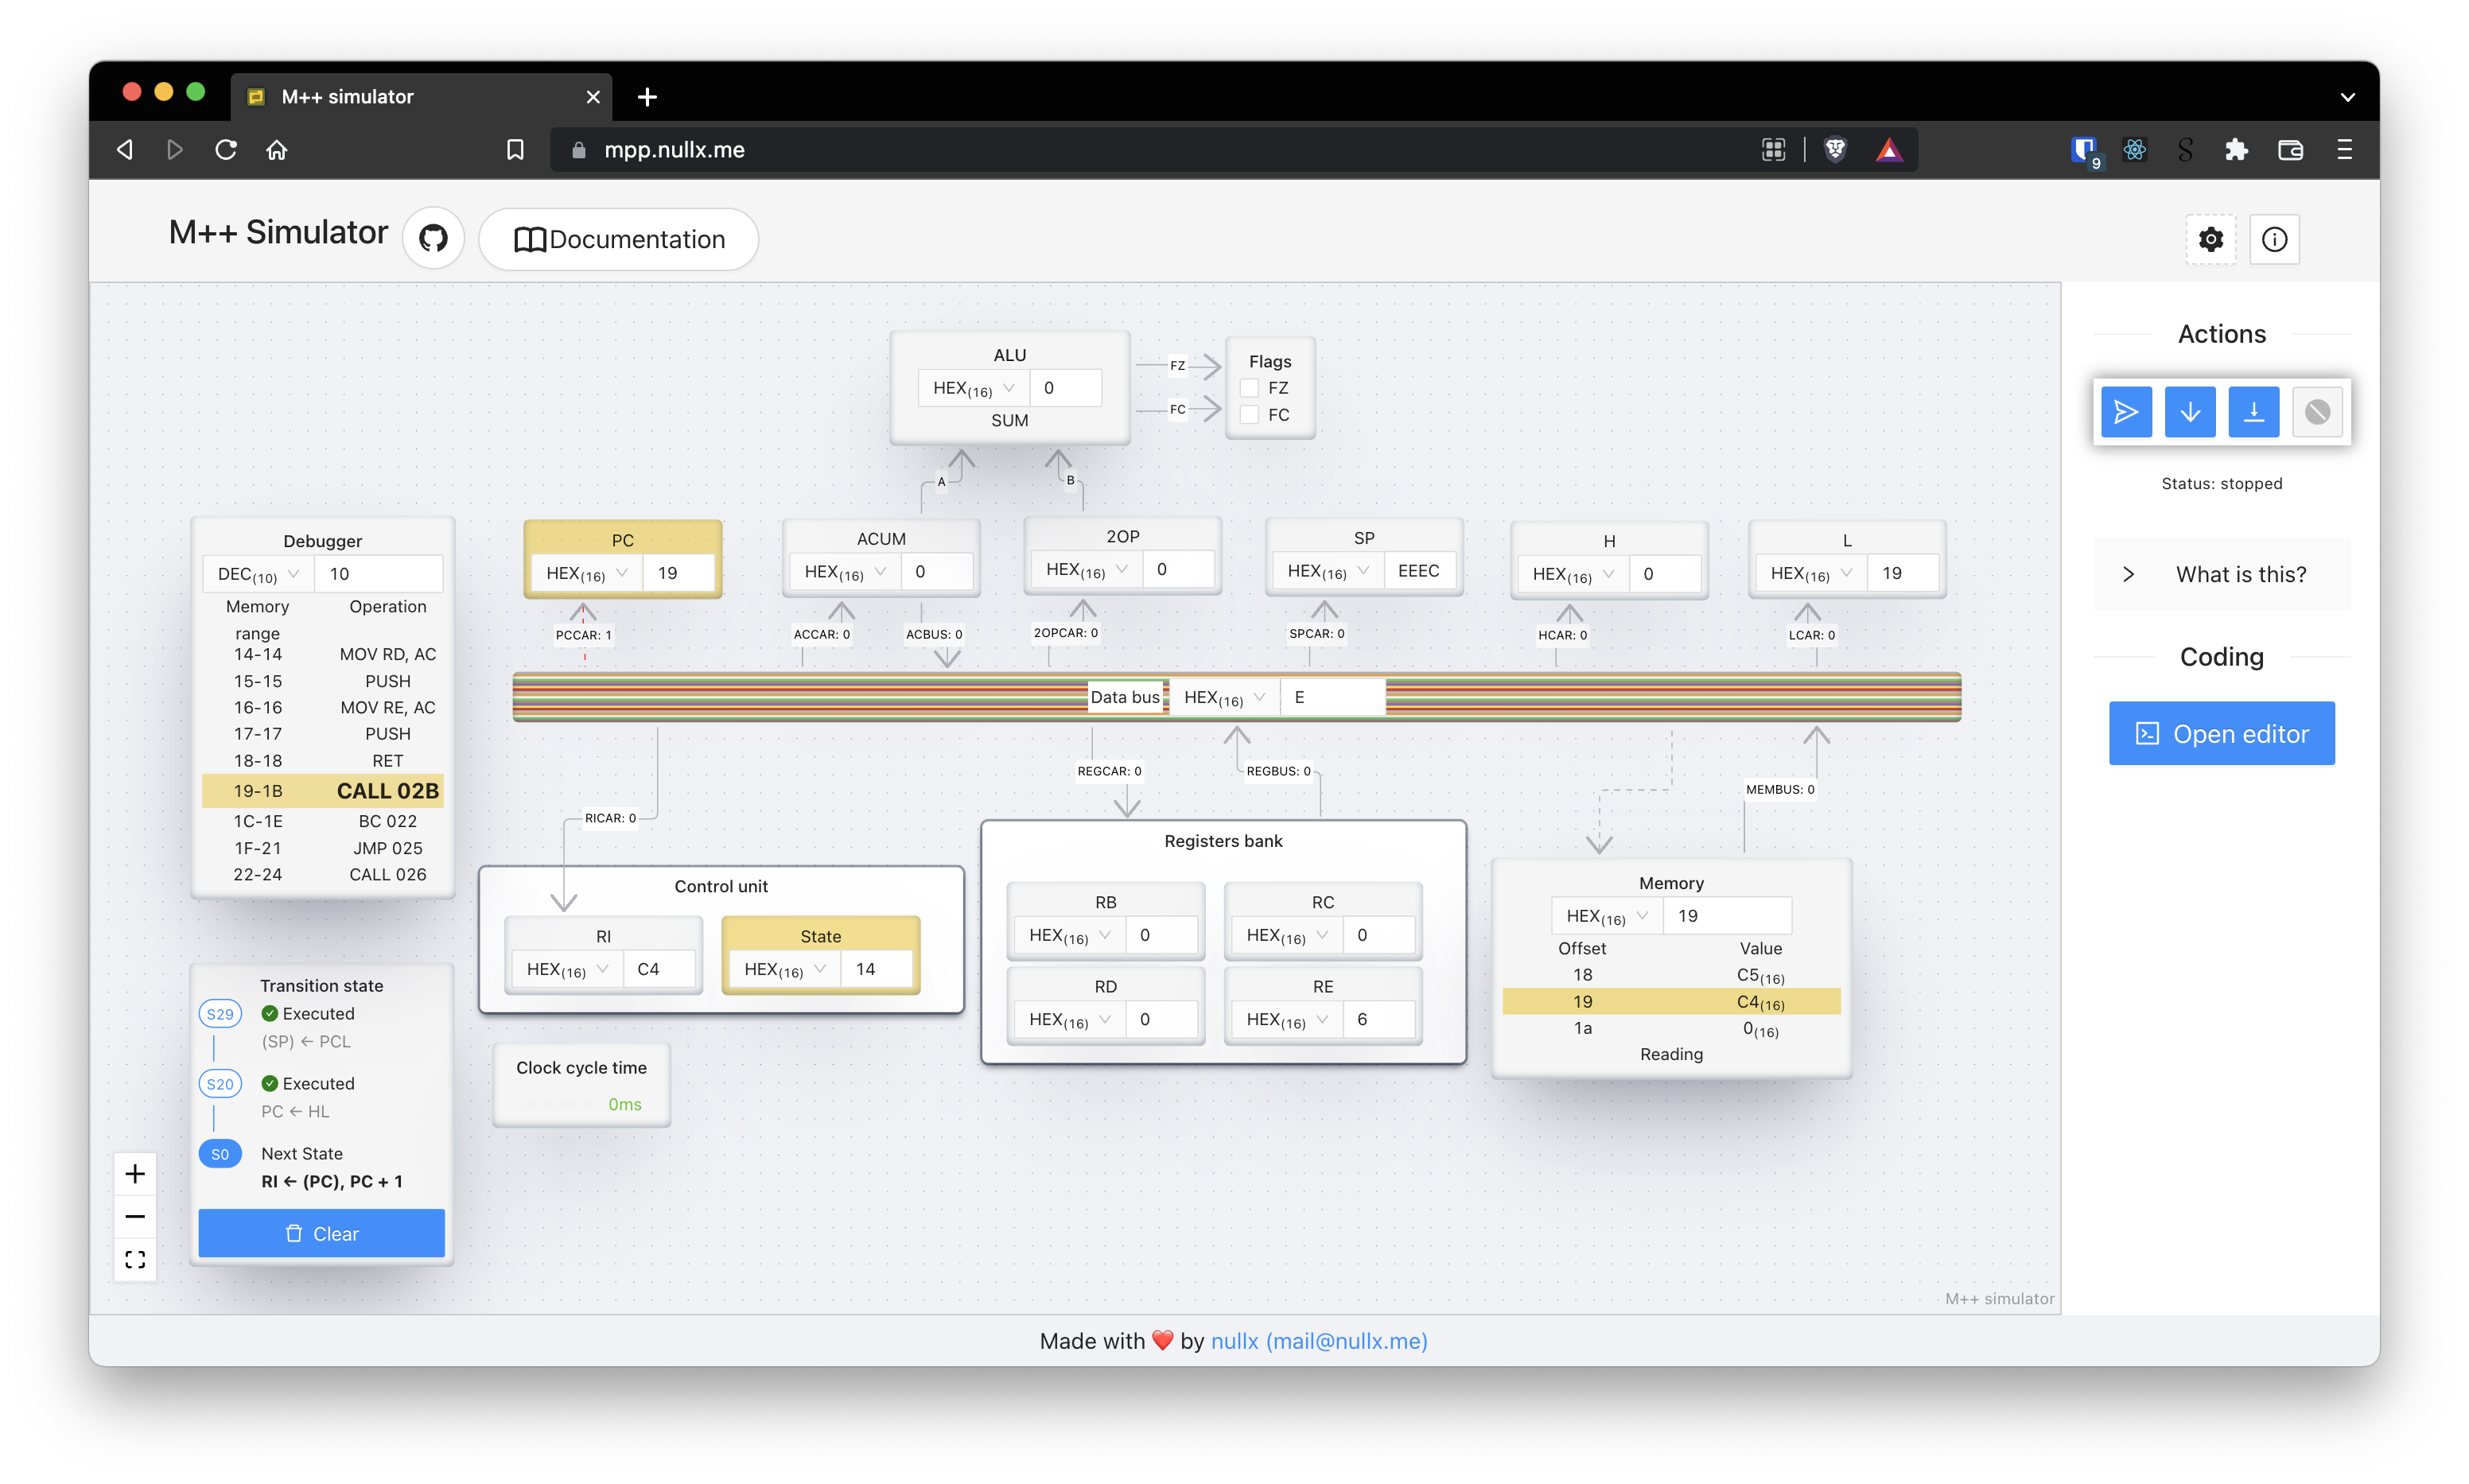 M++ simulator
mpp.nullx.me
9
M++ Simulator
Documentation
ALU
HEX(16) 0
SUM
FZ
FC
Flags
FZ
FC
A
B
Debugger
DEC(10) 10
Memory range Operation
14-14 MOV RD, AC
15-15 PUSH
16-16 MOV RE, AC
17-17 PUSH
18-18 RET
19-1B CALL 02B
1C-1E BC 022
1F-21 JMP 025
22-24 CALL 026
PC
HEX(16) 19
ACUM
HEX(16) 0
2OP
HEX(16) 0
SP
HEX(16) EEEC
H
HEX(16) 0
L
HEX(16) 19
PCCAR: 1
ACCAR: 0
ACBUS: 0
2OPCAR: 0
SPCAR: 0
HCAR: 0
LCAR: 0
Data bus HEX(16) E
RICAR: 0
REGCAR: 0
REGBUS: 0
MEMBUS: 0
Control unit
RI
HEX(16) C4
State
HEX(16) 14
Clock cycle time
0ms
Registers bank
RB
HEX(16) 0
RC
HEX(16) 0
RD
HEX(16) 0
RE
HEX(16) 6
Memory
HEX(16) 19
Offset Value
18 C5(16)
19 C4(16)
1a 0(16)
Reading
Transition state
S29 Executed
(SP) ← PCL
S20 Executed
PC ← HL
S0 Next State
RI ← (PC), PC + 1
Clear
M++ simulator
Actions
Status: stopped
What is this?
Coding
Open editor
Made with ❤️ by nullx (mail@nullx.me)